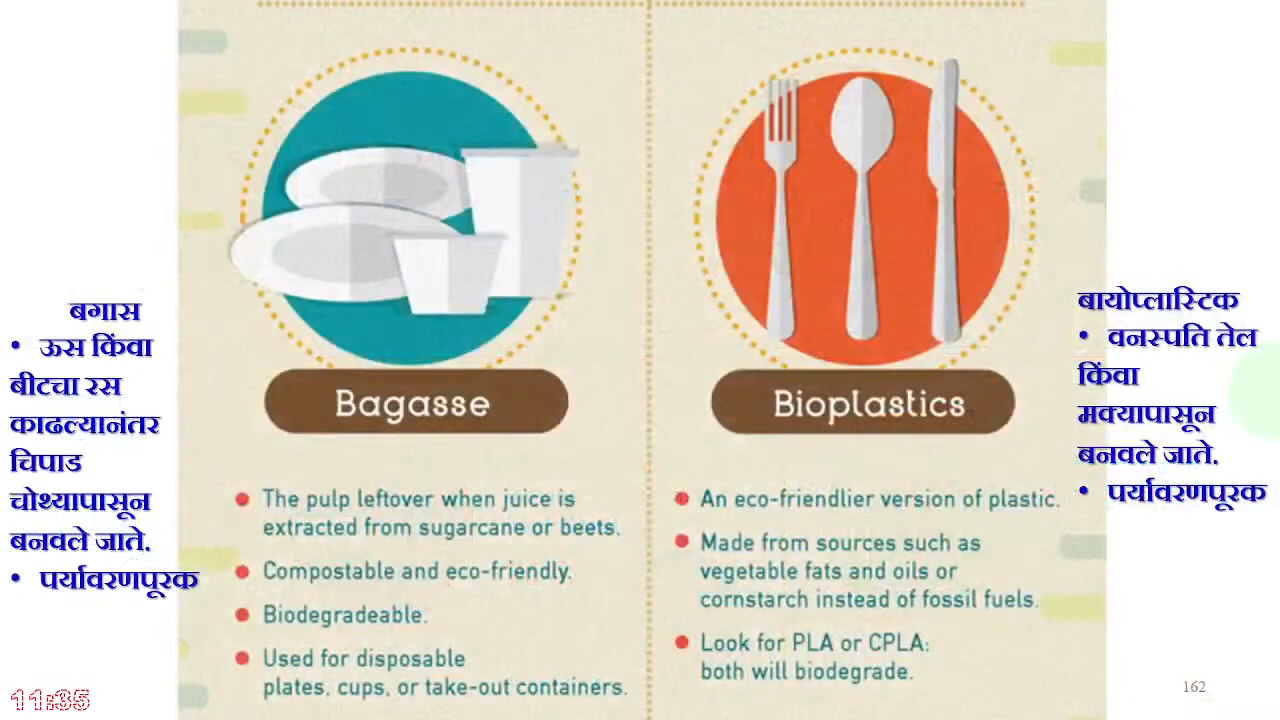 बगास
• ऊस किंवा
बीटचा रस
काढल्यानंतर
चिपाड
चोथ्यापासून
बनवले जाते.
• पर्यावरणपूरक
Bagasse
The pulp leftover when juice is
extracted from sugarcane or beets.
Compostable and eco-friendly.
Biodegradeable.
Used for disposable
plates, cups, or take-out containers.
Bioplastics
An eco-friendlier version of plastic.
Made from sources such as
vegetable fats and oils or
cornstarch instead of fossil fuels.
Look for PLA or CPLA:
both will biodegrade.
बायोप्लास्टिक
• वनस्पति तेल
किंवा
मक्यापासून
बनवले जाते.
• पर्यावरणपूरक
11:35
162